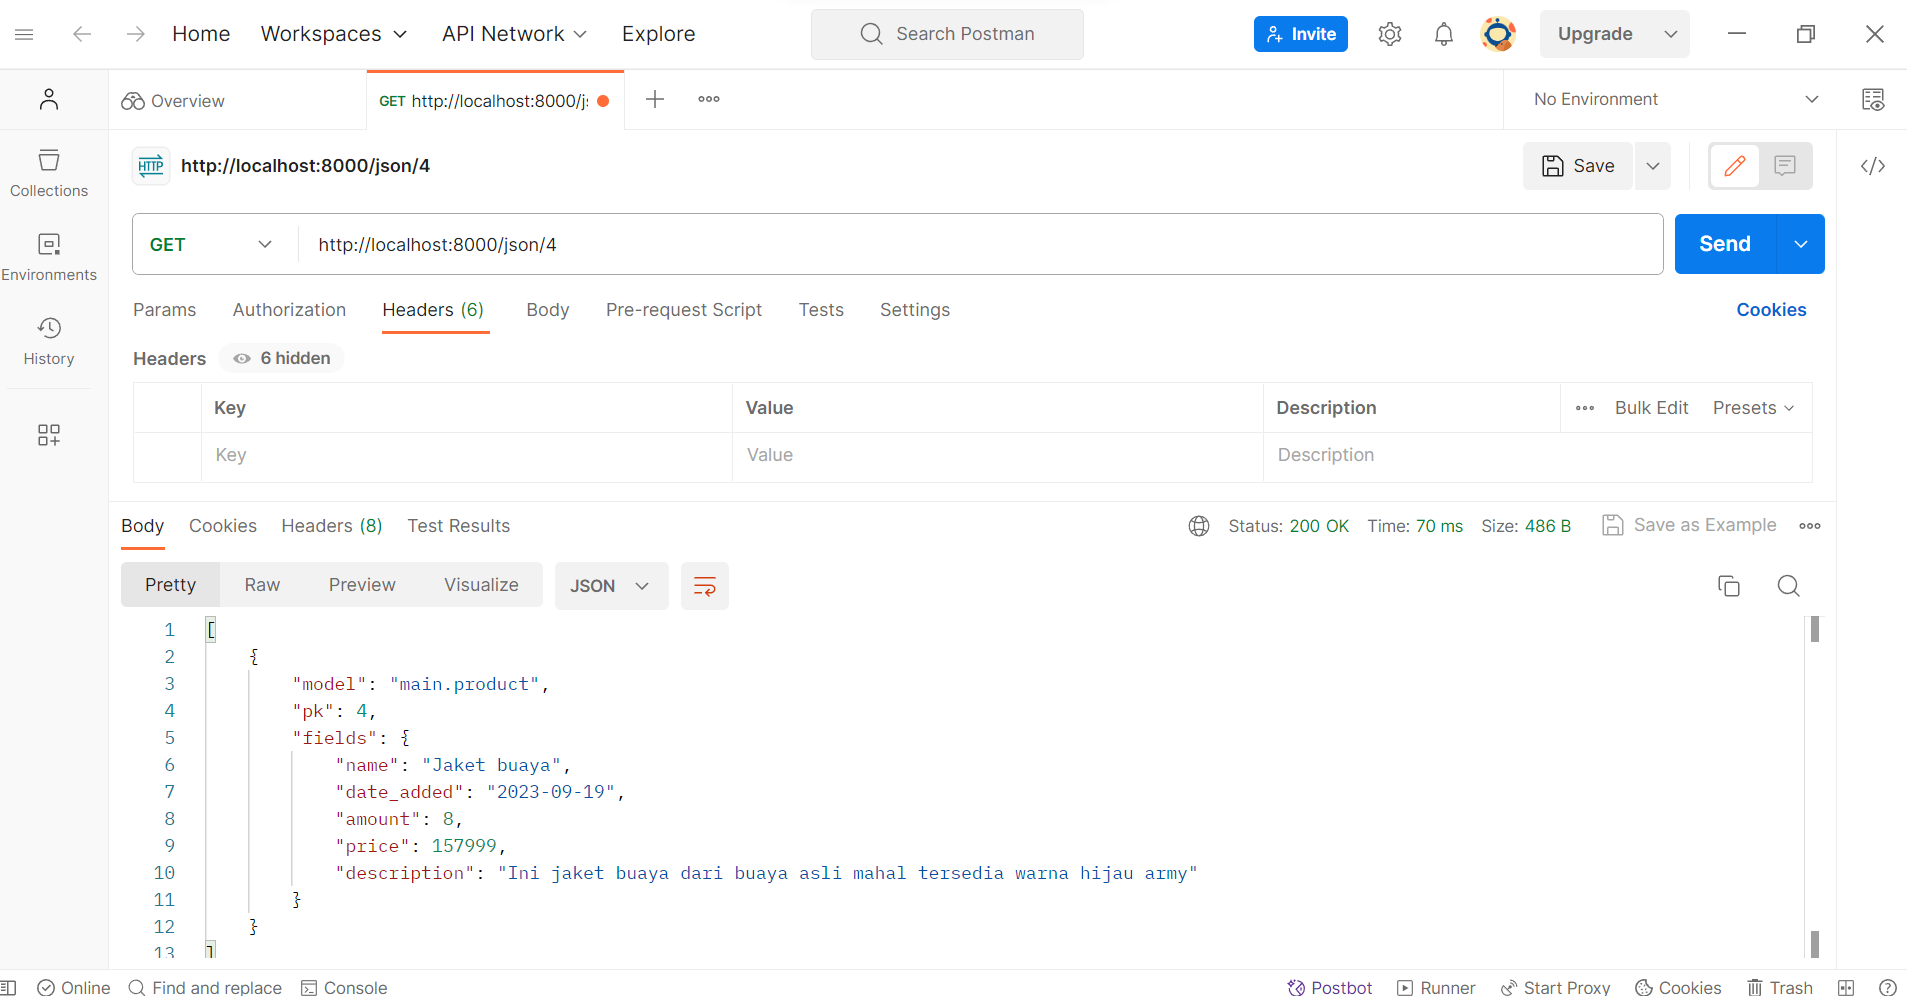 Home Workspaces API Network Explore Search Postman Invite Upgrade
Overview GET http://localhost:8000/js No Environment
HTTP http://localhost:8000/json/4 Save
Collections
GET http://localhost:8000/json/4 Send
Environments
Params Authorization Headers (6) Body Pre-request Script Tests Settings Cookies
History
Headers 6 hidden
Key Value Description Bulk Edit Presets
Key Value Description
Body Cookies Headers (8) Test Results Status: 200 OK Time: 70 ms Size: 486 B Save as Example
Pretty Raw Preview Visualize JSON
1 [
2 {
3 "model": "main.product",
4 "pk": 4,
5 "fields": {
6 "name": "Jaket buaya",
7 "date_added": "2023-09-19",
8 "amount": 8,
9 "price": 157999,
10 "description": "Ini jaket buaya dari buaya asli mahal tersedia warna hijau army"
11 }
12 }
13 ]
Online Find and replace Console Postbot Runner Start Proxy Cookies Trash